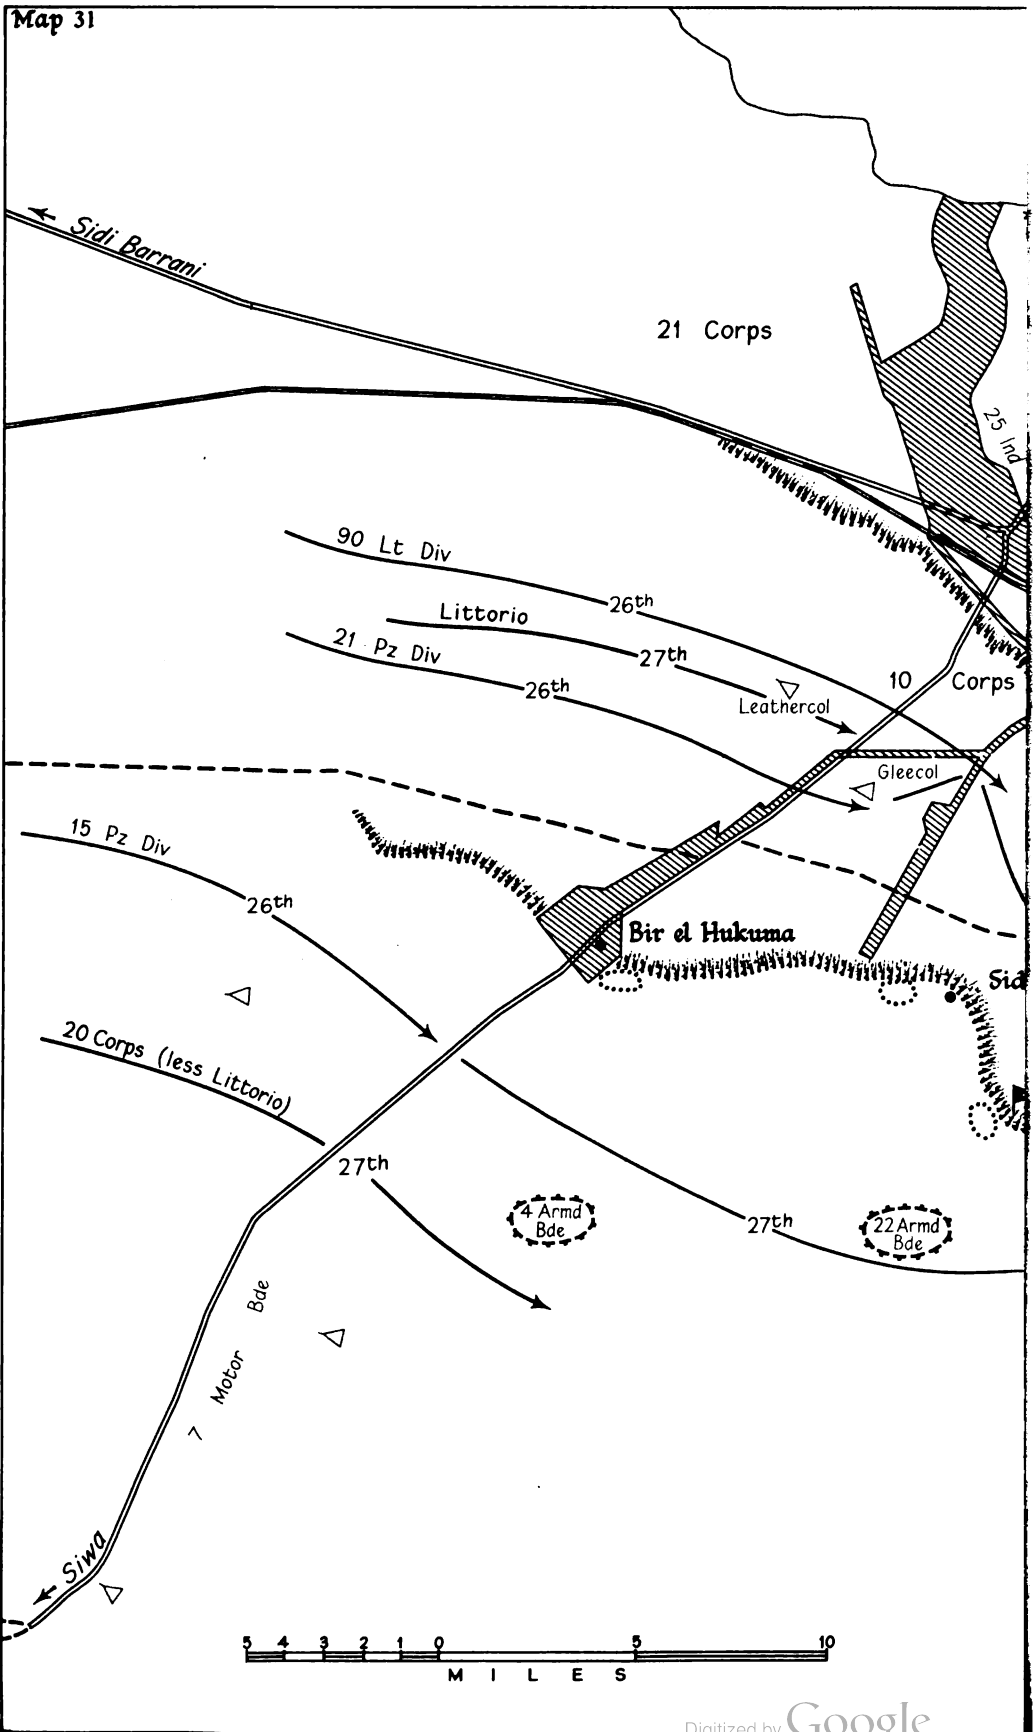 Map 31
Sidi Barrani
21 Corps
25 Ind
90 Lt Div
26th
Littorio
27th
21 Pz Div
26th
10 Corps
Leathercol
Gleecol
15 Pz Div
26th
Bir el Hukuma
Sid
20 Corps (less Littorio)
27th
4 Armd
Bde
27th
22 Armd
Bde
7 Motor Bde
Siwa
5 4 3 2 1 0 5 10
MILES
Digitized by Google